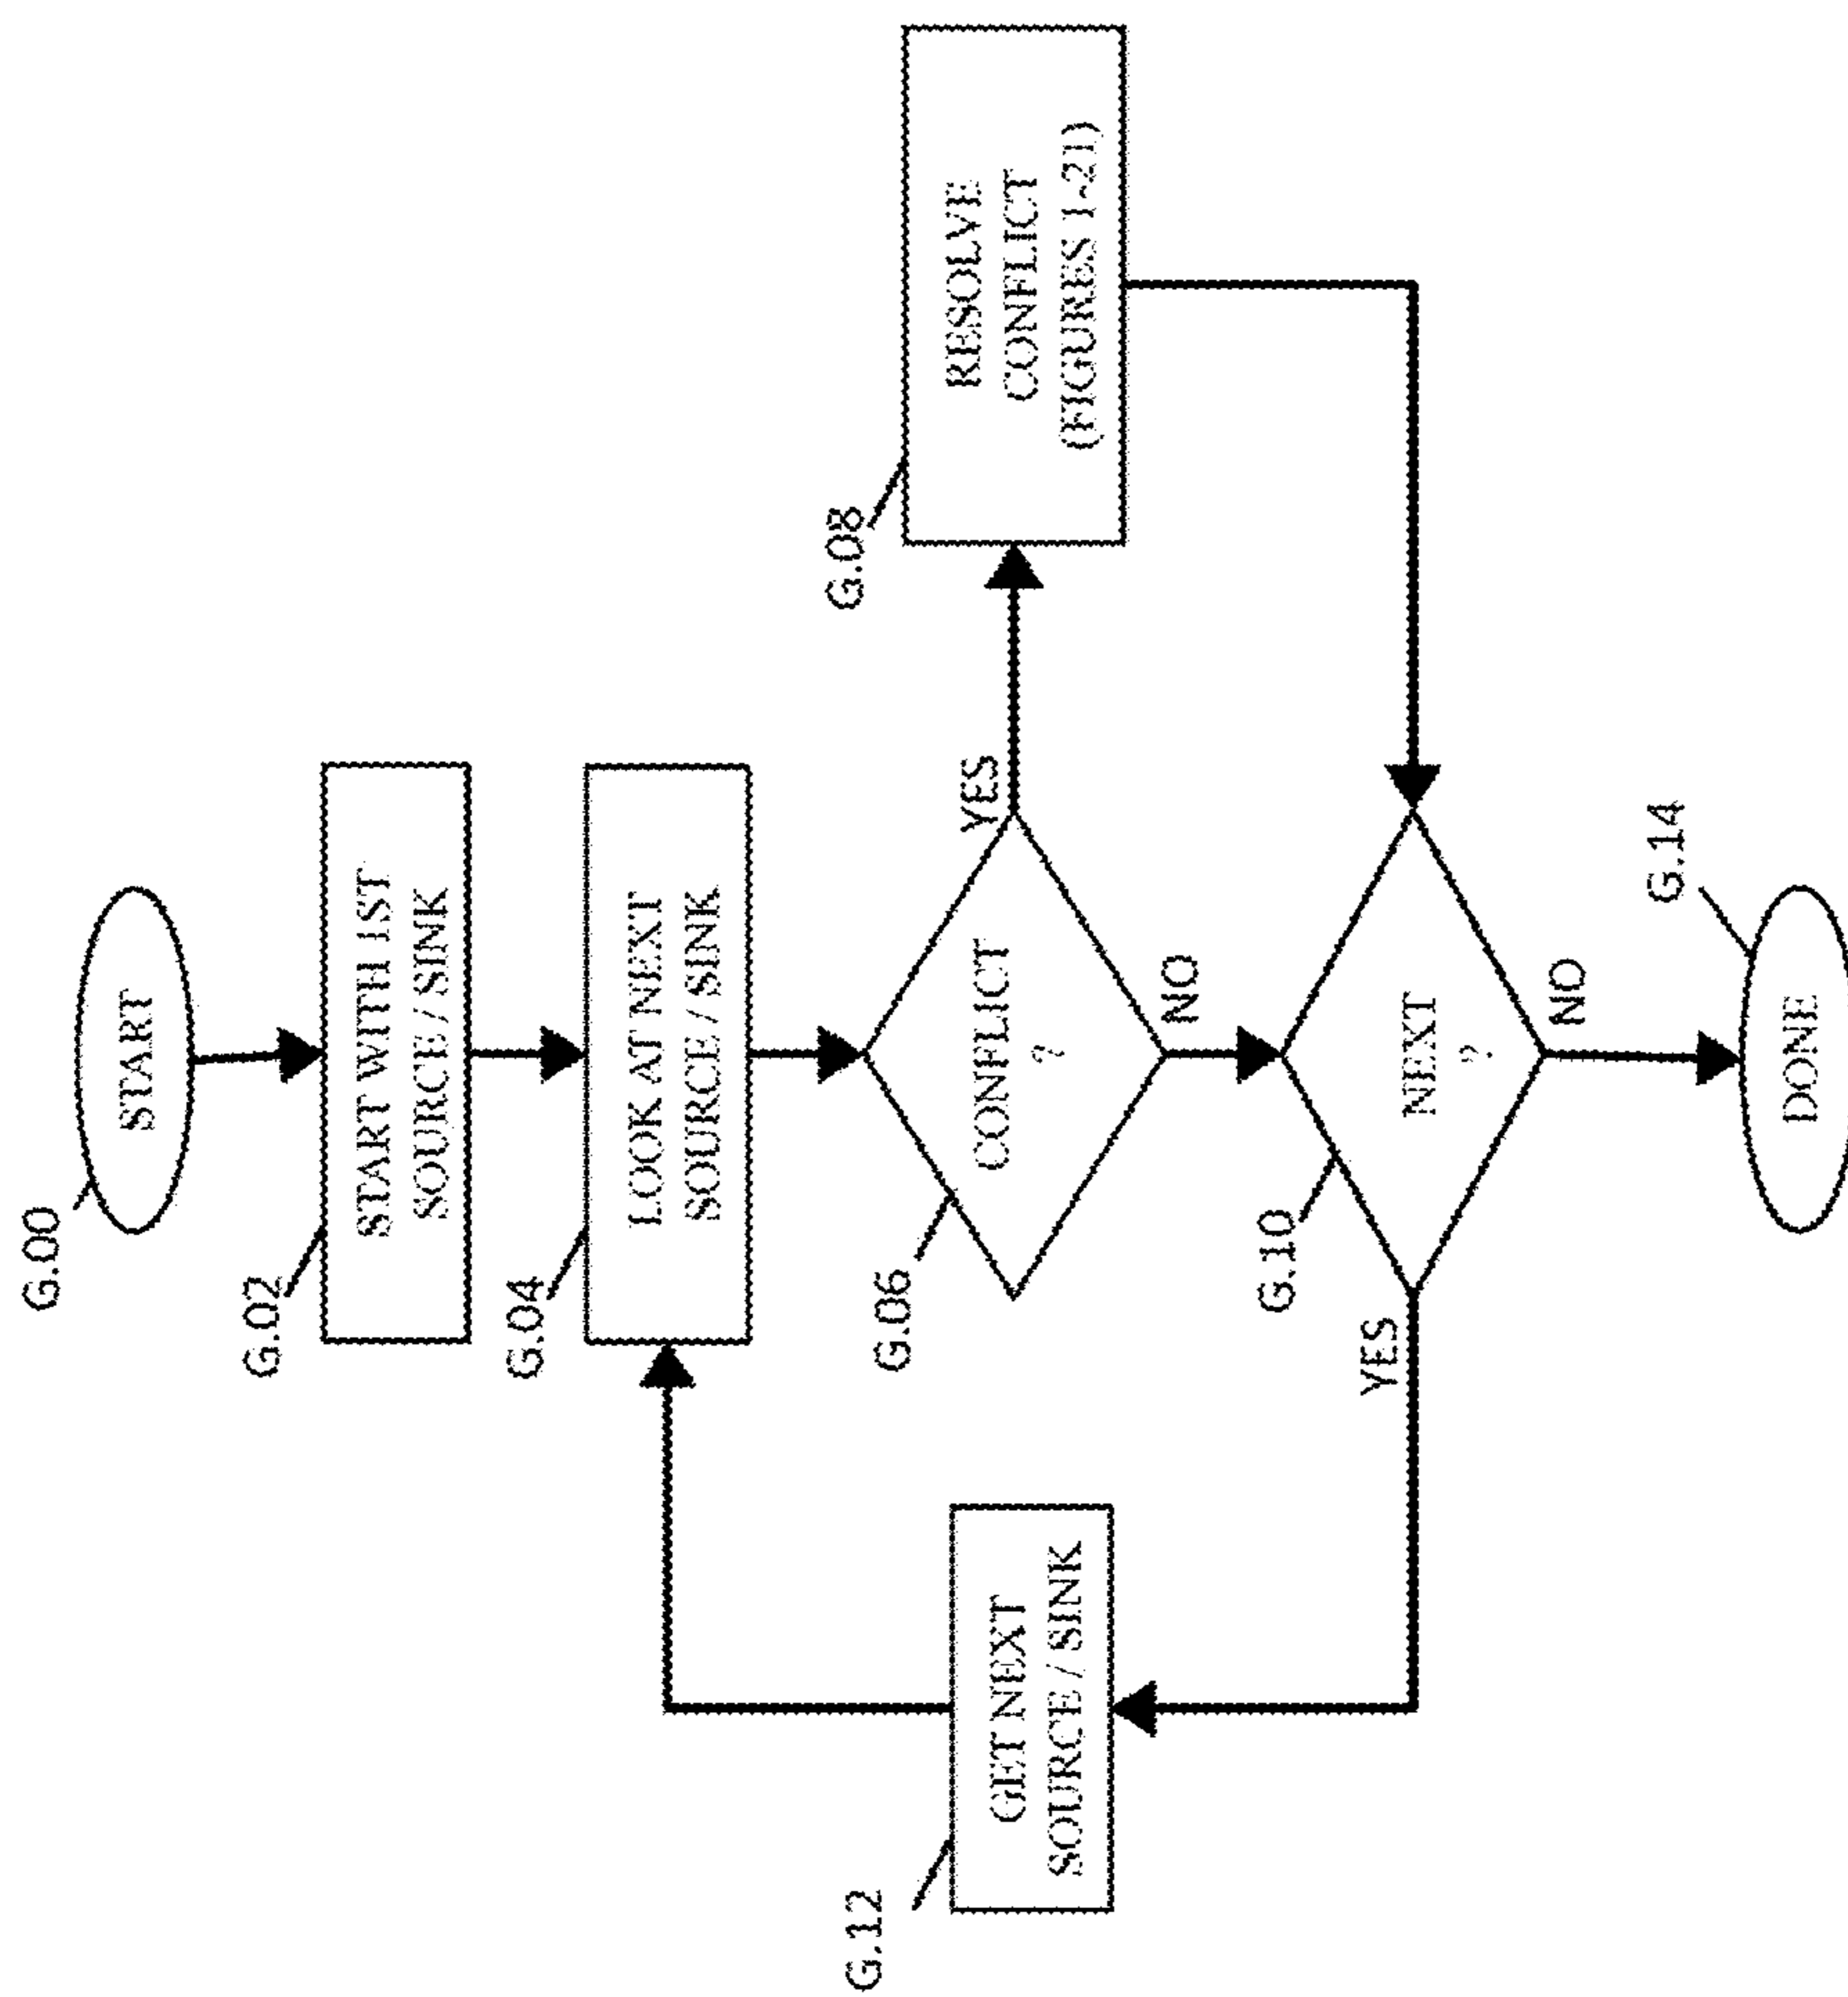 G.00
START
G.02
START WITH 1ST
SOURCE / SINK
G.04
LOOK AT NEXT
SOURCE / SINK
G.06
CONFLICT
?
YES
NO
G.08
RESOLVE
CONFLICT
(FIGURES 1-21)
G.10
NEXT
?
YES
NO
G.12
GET NEXT
SOURCE / SINK
G.14
DONE